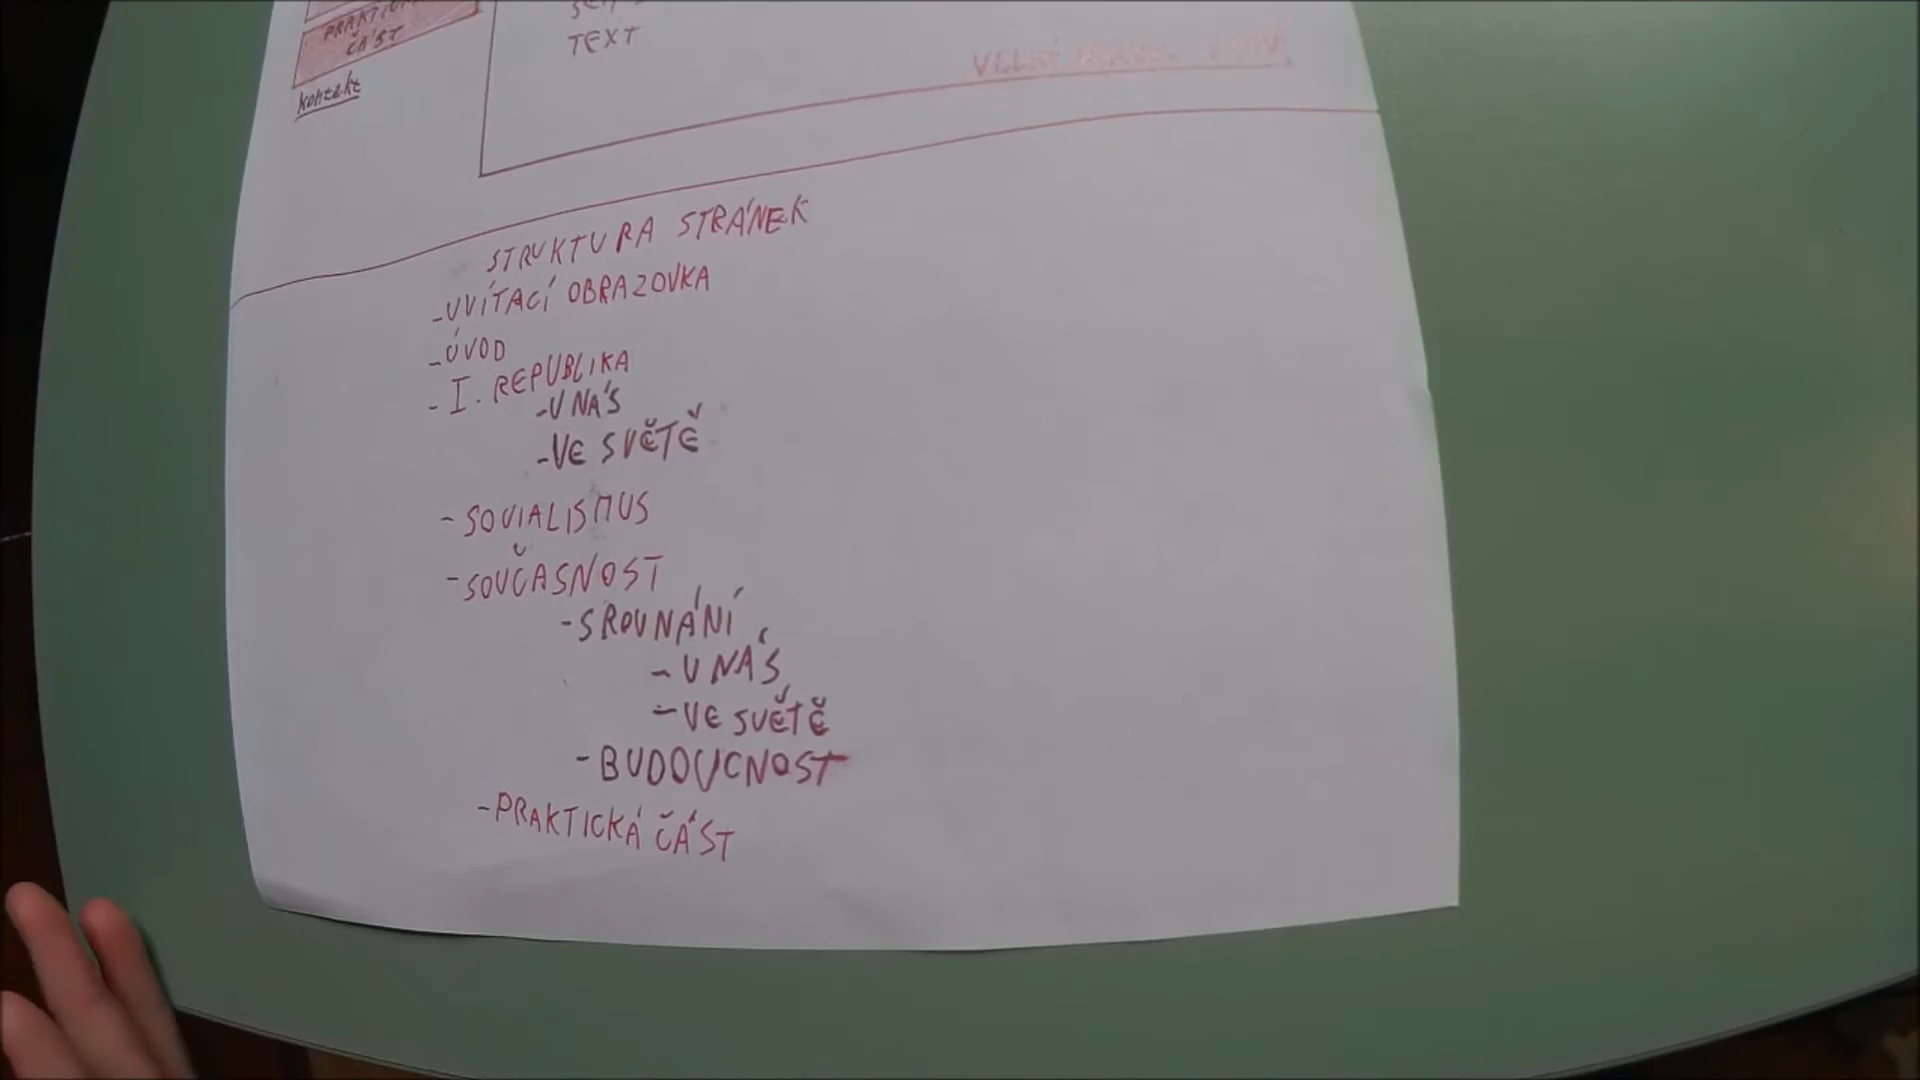 ČÁST
TEXT
kontakt
STRUKTURA STRÁNEK
-UVÍTACÍ OBRAZOVKA
-ÚVOD
- I. REPUBLIKA
-U NÁS
-VE SVĚTĚ
- SOVIALISMUS
- SOUČASNOST
- SROVNÁNÍ
- U NÁS
- VE SVĚTĚ
- BUDOUCNOST
- PRAKTICKÁ ČÁST